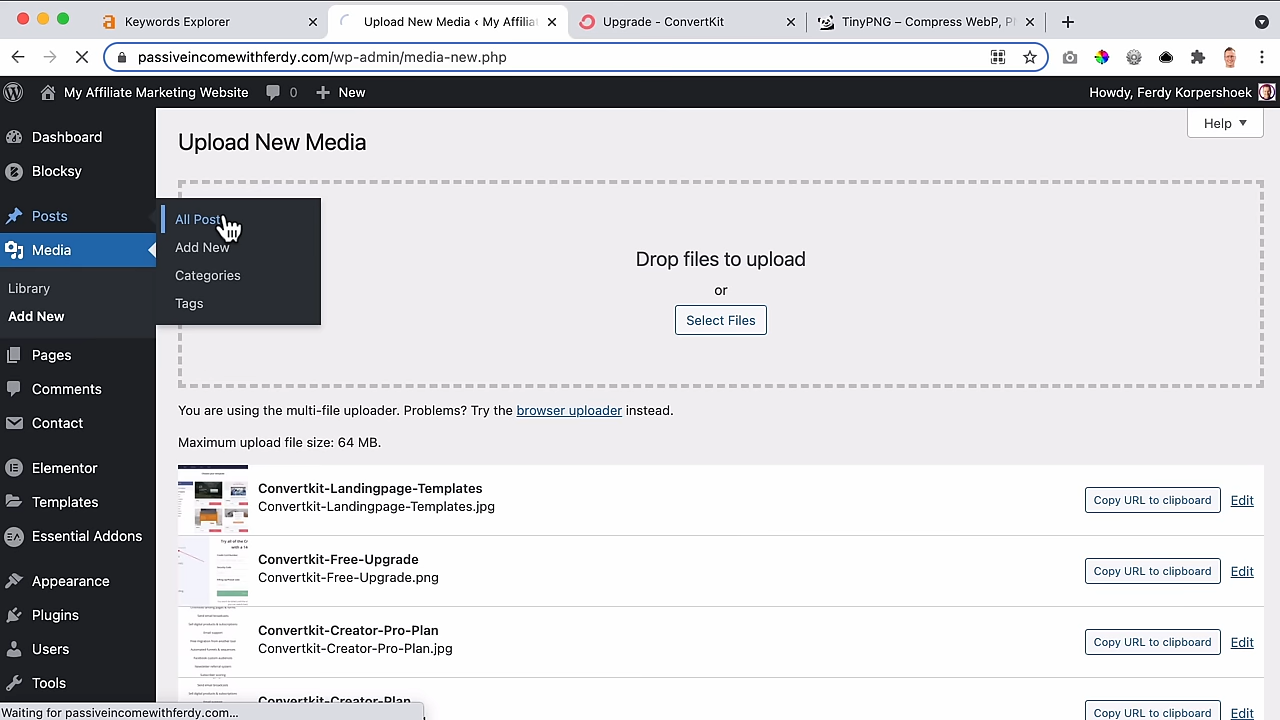 Keywords Explorer
Upload New Media ‹ My Affilia
Upgrade - ConvertKit
TinyPNG – Compress WebP, P
passiveincomewithferdy.com/wp-admin/media-new.php
My Affiliate Marketing Website
0
New
Howdy, Ferdy Korpershoek
Dashboard
Blocksy
Posts
Media
Library
Add New
Pages
Comments
Contact
Elementor
Templates
Essential Addons
Appearance
Plugins
Users
Tools
All Post
Add New
Categories
Tags
Upload New Media
Help
Drop files to upload
or
Select Files
You are using the multi-file uploader. Problems? Try the browser uploader instead.
Maximum upload file size: 64 MB.
Convertkit-Landingpage-Templates
Convertkit-Landingpage-Templates.jpg
Copy URL to clipboard Edit
Convertkit-Free-Upgrade
Convertkit-Free-Upgrade.png
Copy URL to clipboard Edit
Convertkit-Creator-Pro-Plan
Convertkit-Creator-Pro-Plan.jpg
Copy URL to clipboard Edit
Convertkit-Creator-Plan
Copy URL to clipboard Edit
Waiting for passiveincomewithferdy.com...